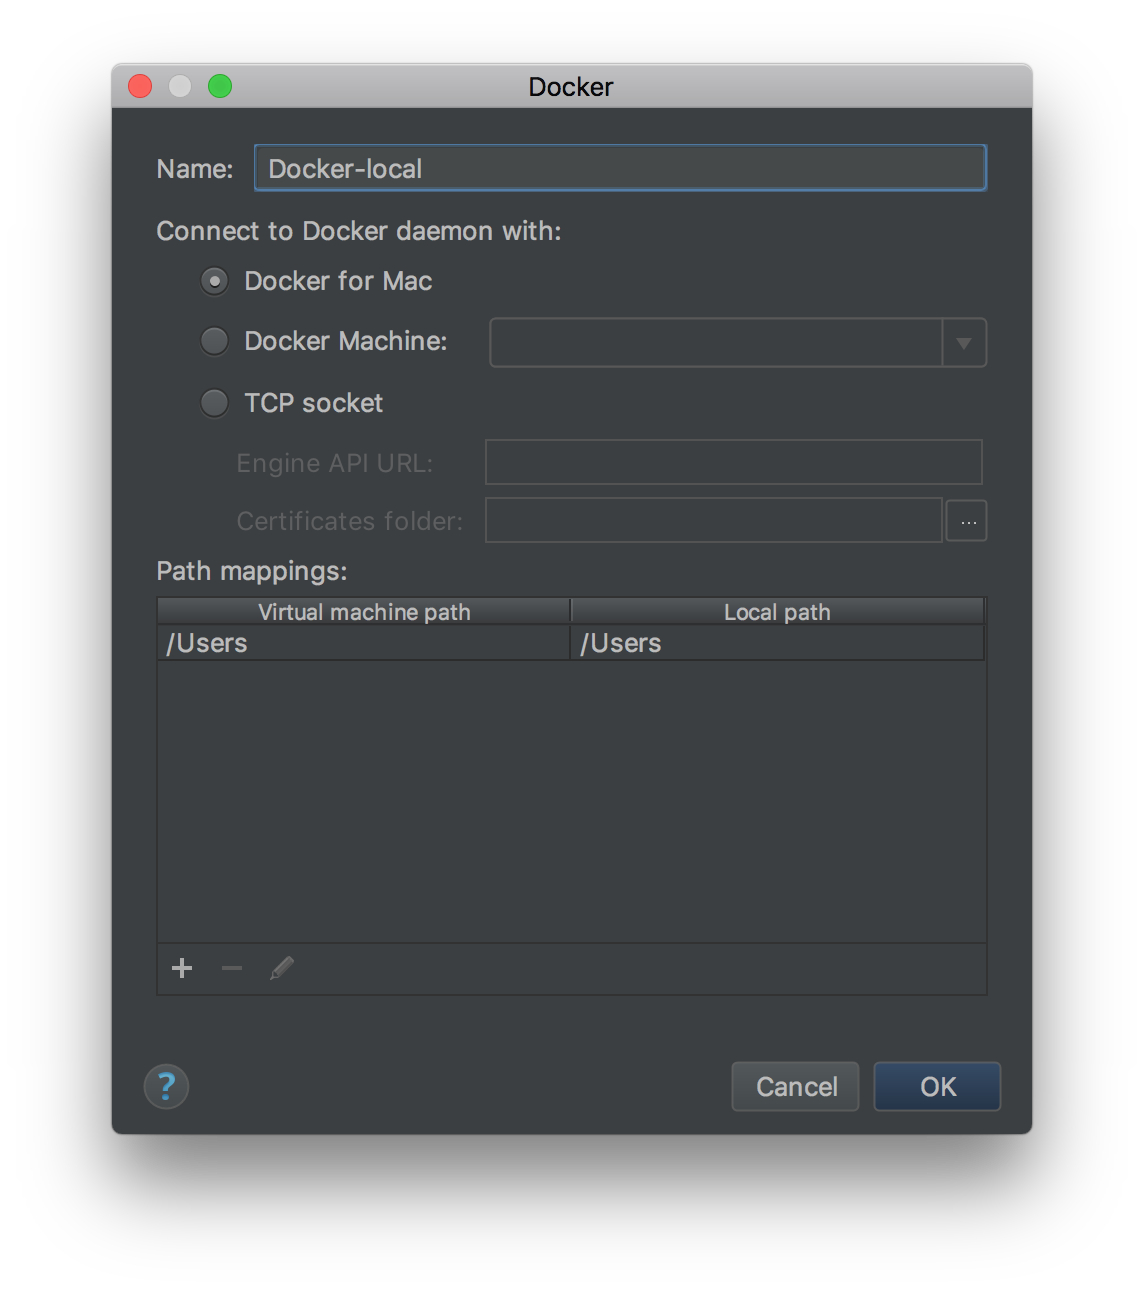 Docker
Name: Docker-local
Connect to Docker daemon with:
Docker for Mac
Docker Machine:
TCP socket
Engine API URL:
Certificates folder: ...
Path mappings:
Virtual machine path Local path
/Users /Users
? Cancel OK